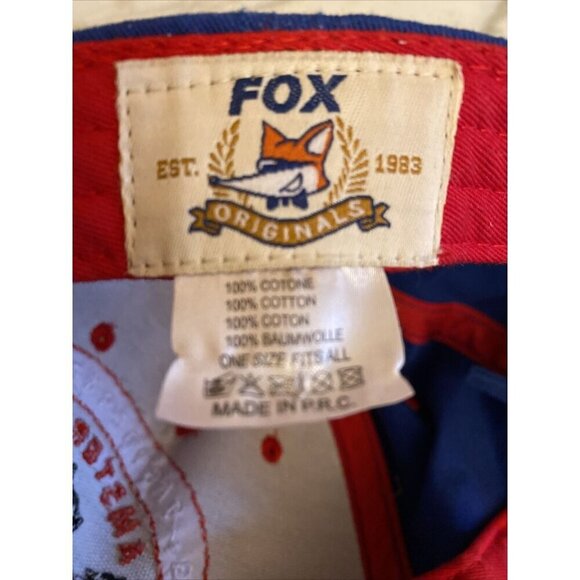 FOX
EST. 1983
ORIGINALS
100% COTONE
100% COTTON
100% COTON
100% BAUMWOLLE
ONE SIZE FITS ALL
MADE IN P.R.C.